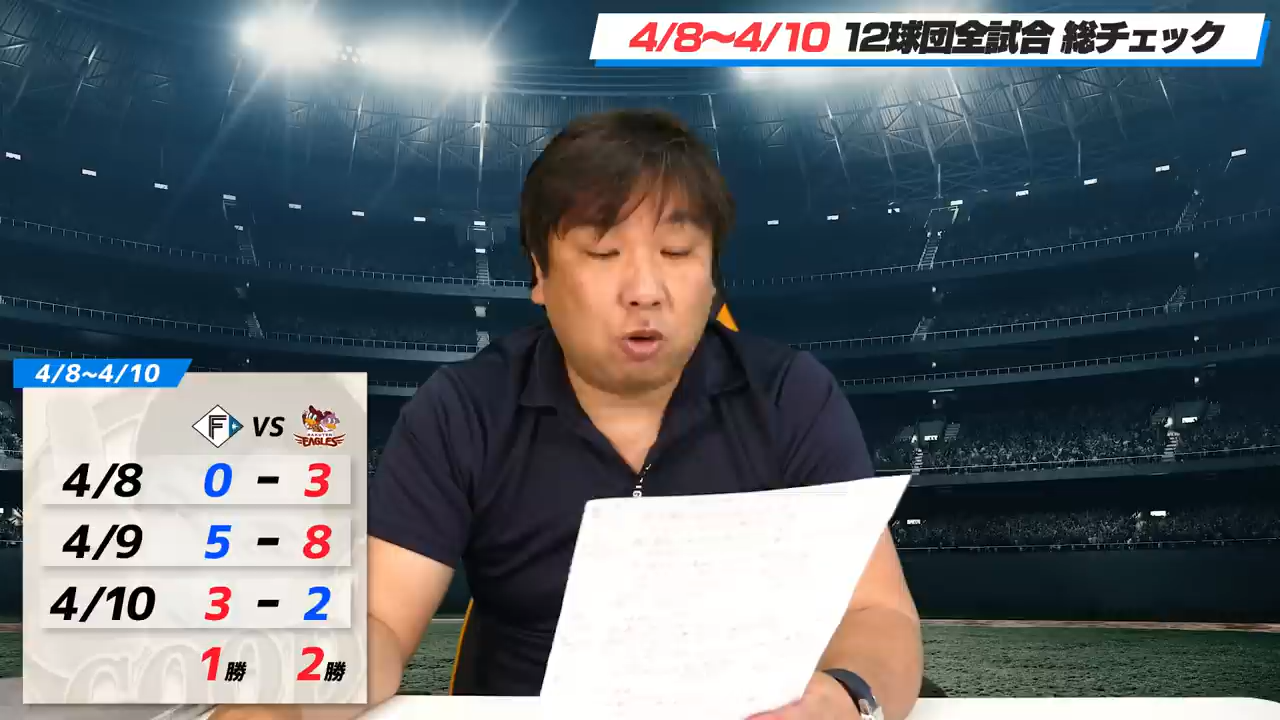 4/8~4/10 12球団全試合 総チェック
4/8~4/10
F VS EAGLES
4/8 0 - 3
4/9 5 - 8
4/10 3 - 2
1勝 2勝